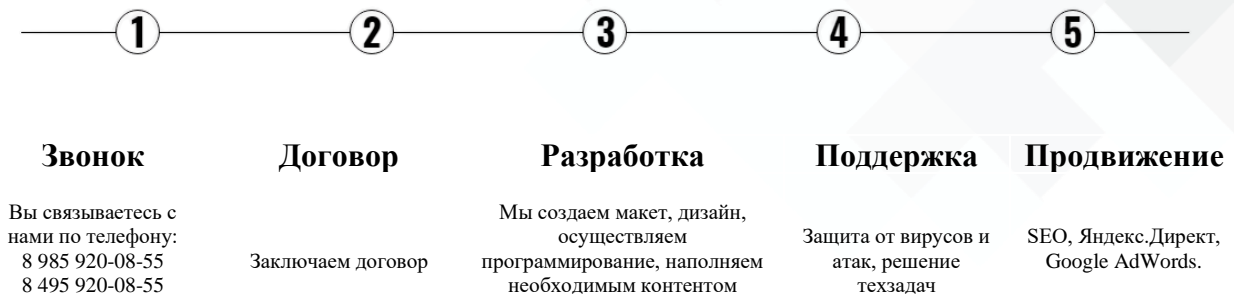 1
2
3
4
5
Звонок
Вы связываетесь с
нами по телефону:
8 985 920-08-55
8 495 920-08-55
Договор
Заключаем договор
Разработка
Мы создаем макет, дизайн,
осуществляем
программирование, наполняем
необходимым контентом
Поддержка
Защита от вирусов и
атак, решение
техзадач
Продвижение
SEO, Яндекс.Директ,
Google AdWords.